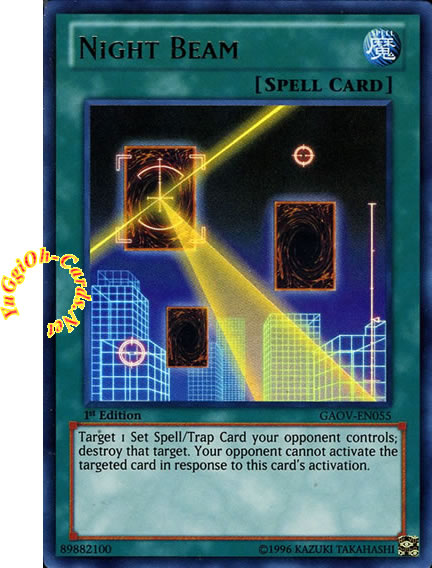 NIGHT BEAM
魔
[SPELL CARD]
YuGgiOh-Cards.Net
1st Edition
GAOV-EN055
Target 1 Set Spell/Trap Card your opponent controls;
destroy that target. Your opponent cannot activate the
targeted card in response to this card's activation.
89882100
©1996 KAZUKI TAKAHASHI